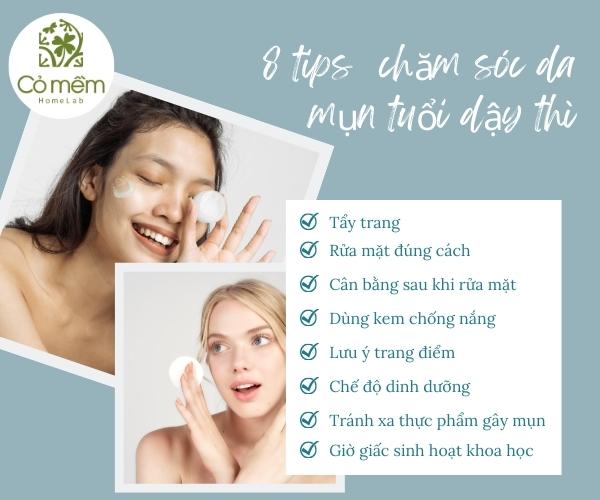 Cỏ mềm
HomeLab
8 tips chăm sóc da
mụn tuổi dậy thì
Tẩy trang
Rửa mặt đúng cách
Cân bằng sau khi rửa mặt
Dùng kem chống nắng
Lưu ý trang điểm
Chế độ dinh dưỡng
Tránh xa thực phẩm gây mụn
Giờ giấc sinh hoạt khoa học